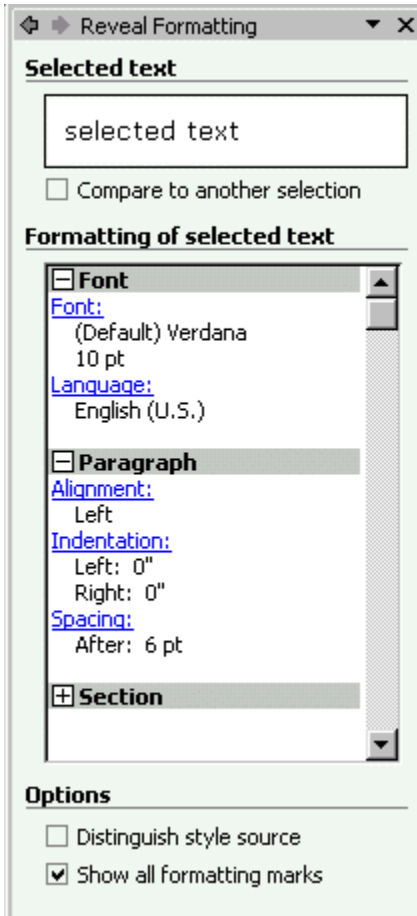 Reveal Formatting
Selected text
selected text
Compare to another selection
Formatting of selected text
Font
Font:
(Default) Verdana
10 pt
Language:
English (U.S.)
Paragraph
Alignment:
Left
Indentation:
Left: 0"
Right: 0"
Spacing:
After: 6 pt
Section
Options
Distinguish style source
Show all formatting marks